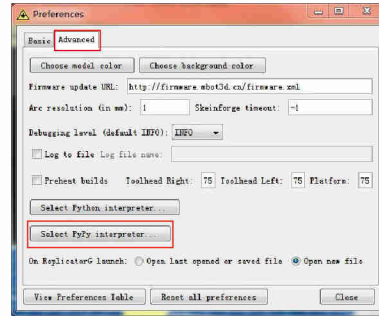 Preferences
Basic Advanced
Choose model color Choose background color
Firmware update URL: http://firmware.mbot3d.cn/firmware.xml
Arc resolution (in mm): 1 Skeinforge timeout: -1
Debugging level (default INFO): INFO
Log to file Log file name:
Preheat builds Toolhead Right: 75 Toolhead Left: 75 Platform: 75
Select Python interpreter...
Select PyPy interpreter...
On ReplicatorG launch: Open last opened or saved file Open new file
View Preferences Table Reset all preferences Close